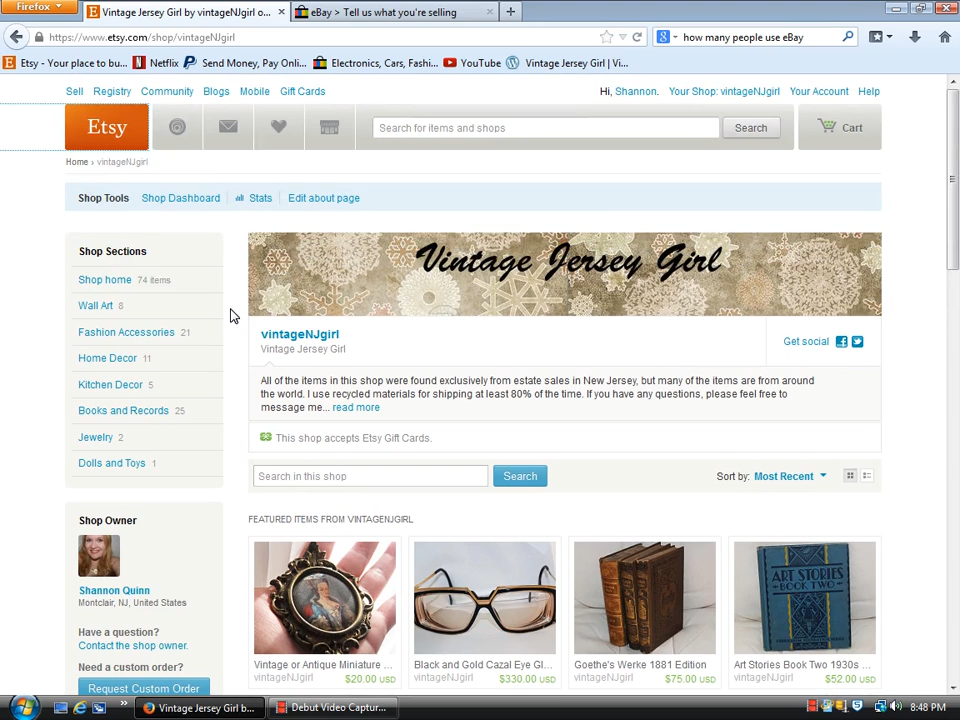 Firefox
Vintage Jersey Girl by vintageNJgirl o...
eBay > Tell us what you're selling
https://www.etsy.com/shop/vintageNJgirl
how many people use eBay
Etsy - Your place to bu...
Netflix
Send Money, Pay Onli...
Electronics, Cars, Fashi...
YouTube
Vintage Jersey Girl | Vi...
Sell
Registry
Community
Blogs
Mobile
Gift Cards
Hi, Shannon.
Your Shop: vintageNJgirl
Your Account
Help
Etsy
Search for items and shops
Search
Cart
Home › vintageNJgirl
Shop Tools
Shop Dashboard
Stats
Edit about page
Shop Sections
Shop home 74 items
Wall Art 8
Fashion Accessories 21
Home Decor 11
Kitchen Decor 5
Books and Records 25
Jewelry 2
Dolls and Toys 1
Shop Owner
Shannon Quinn
Montclair, NJ, United States
Have a question?
Contact the shop owner.
Need a custom order?
Request Custom Order
Vintage Jersey Girl
vintageNJgirl
Vintage Jersey Girl
Get social
All of the items in this shop were found exclusively from estate sales in New Jersey, but many of the items are from around
the world. I use recycled materials for shipping at least 80% of the time. If you have any questions, please feel free to
message me... read more
This shop accepts Etsy Gift Cards.
Search in this shop
Search
Sort by: Most Recent
FEATURED ITEMS FROM VINTAGENJGIRL
ART STORIES
BOOK TWO
Vintage or Antique Miniature ...
vintageNJgirl
$20.00 USD
Black and Gold Cazal Eye Gl...
vintageNJgirl
$330.00 USD
Goethe's Werke 1881 Edition
vintageNJgirl
$75.00 USD
Art Stories Book Two 1930s ...
vintageNJgirl
$52.00 USD
Vintage Jersey Girl b...
Debut Video Captur...
8:48 PM